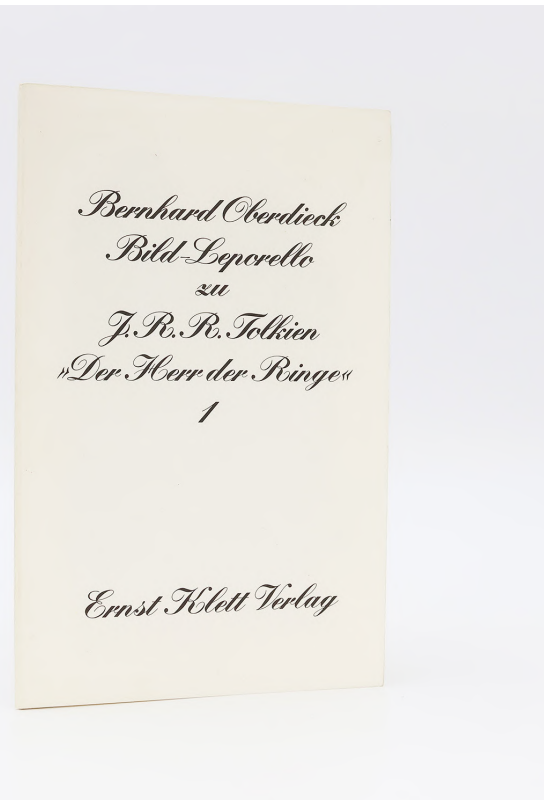 Bernhard Oberdieck
Bild-Leporello
zu
J.R.R. Tolkien
»Der Herr der Ringe«
1
Ernst Klett Verlag